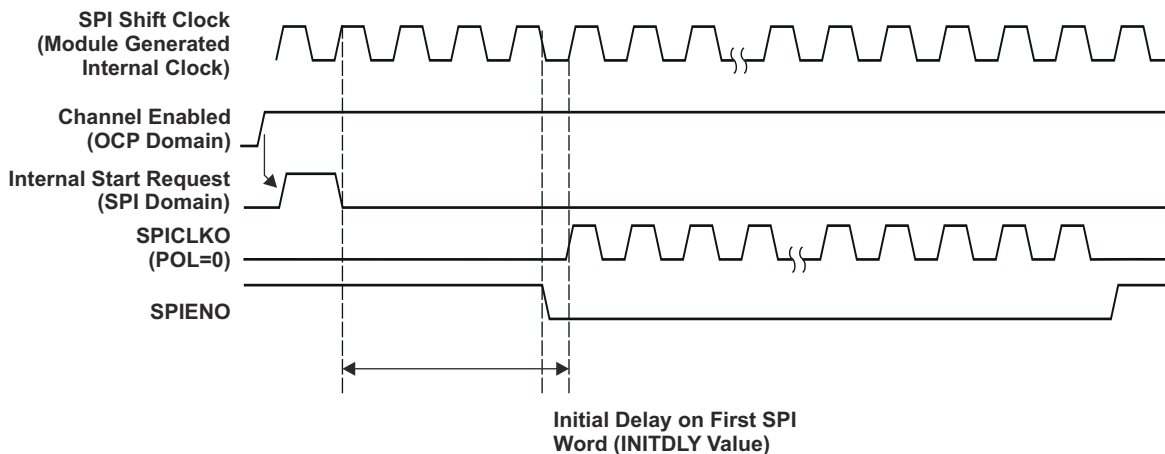 SPI Shift Clock
(Module Generated
Internal Clock)
Channel Enabled
(OCP Domain)
Internal Start Request
(SPI Domain)
SPICLKO
(POL=0)
SPIENO
Initial Delay on First SPI
Word (INITDLY Value)